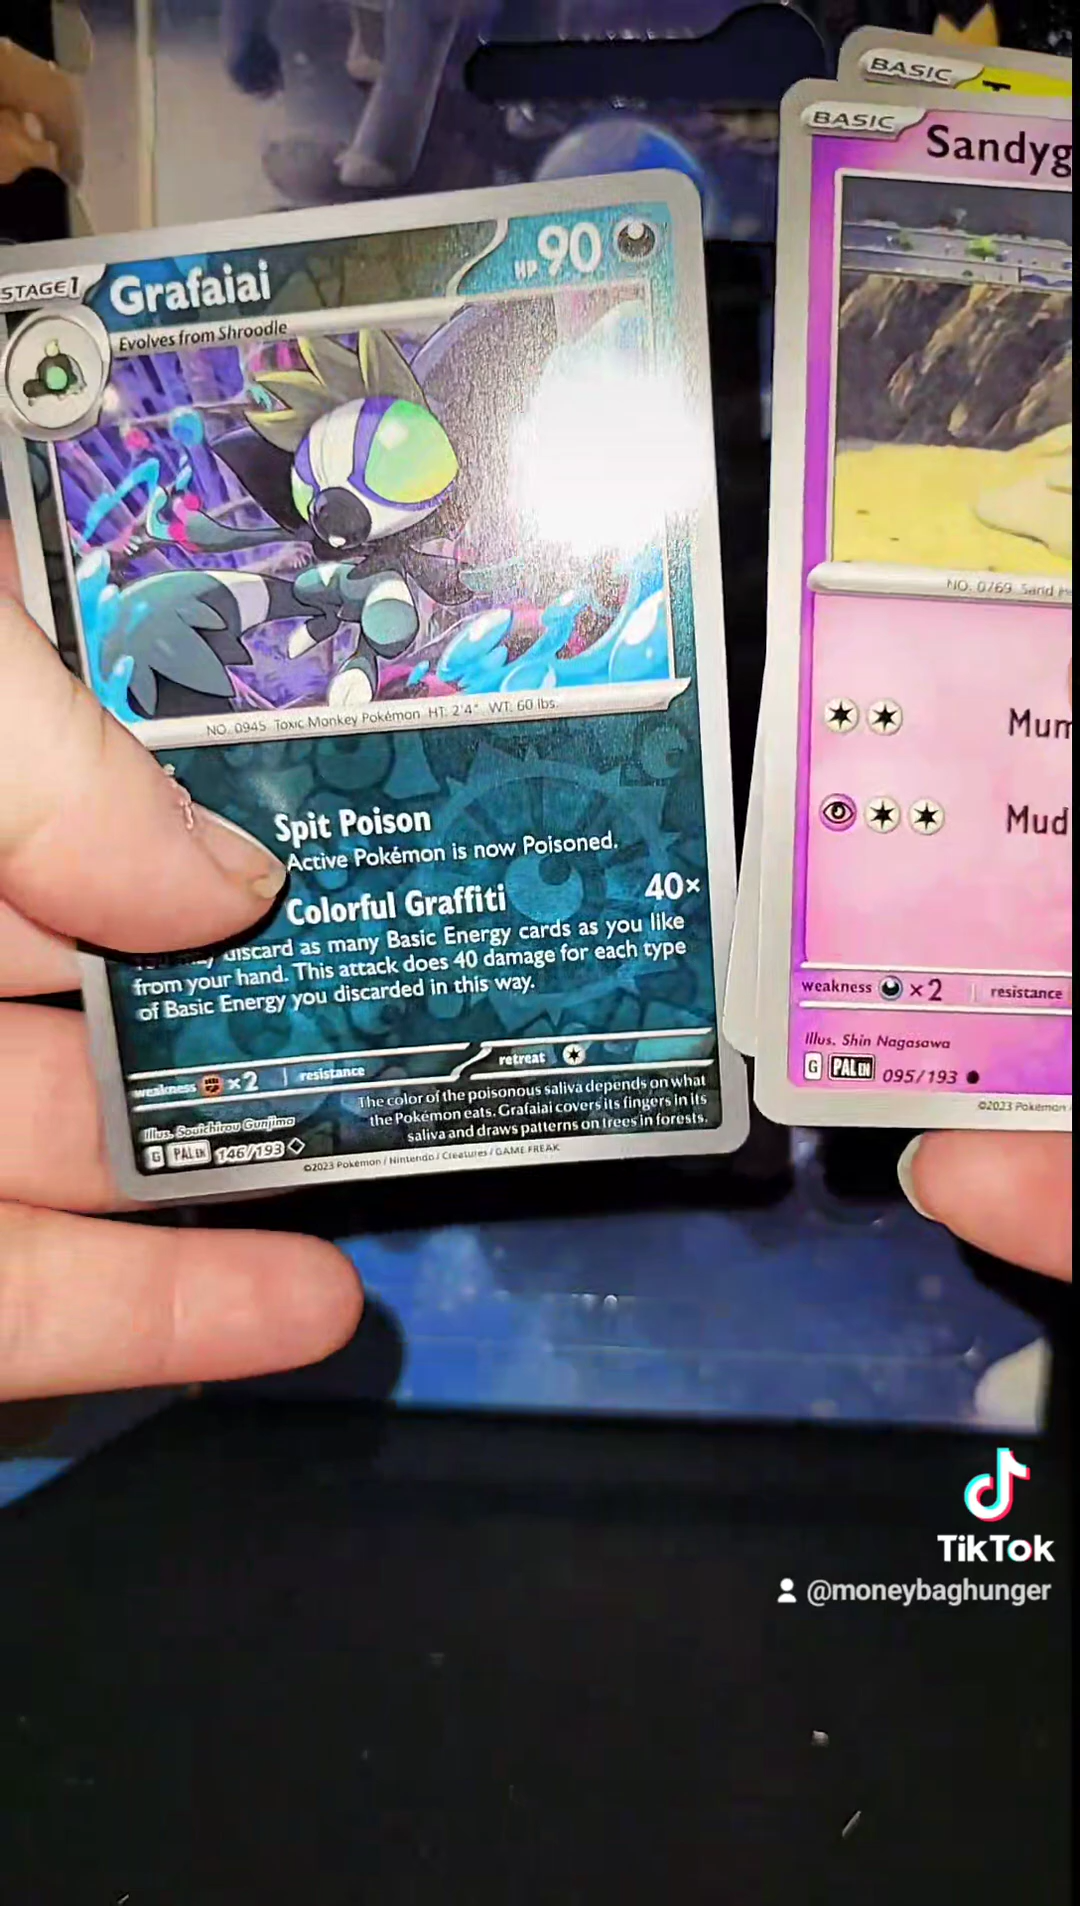 STAGE1
Grafaiai
HP 90
Evolves from Shroodle
NO. 0945 Toxic Monkey Pokémon HT: 2'4" WT: 60 lbs.
Spit Poison
Active Pokémon is now Poisoned.
Colorful Graffiti 40×
discard as many Basic Energy cards as you like
from your hand. This attack does 40 damage for each type
of Basic Energy you discarded in this way.
weakness ×2 resistance retreat
The color of the poisonous saliva depends on what
the Pokémon eats. Grafaiai covers its fingers in its
saliva and draws patterns on trees in forests.
Illus. Souichirou Gunjima
G PAL EN 146/193
©2023 Pokémon / Nintendo / Creatures / GAME FREAK
BASIC
BASIC
Sandyg
NO. 0769 Sand H
Mum
Mud
weakness ×2 resistance
Illus. Shin Nagasawa
G PAL EN 095/193
©2023 Pokémon
TikTok
@moneybaghunger